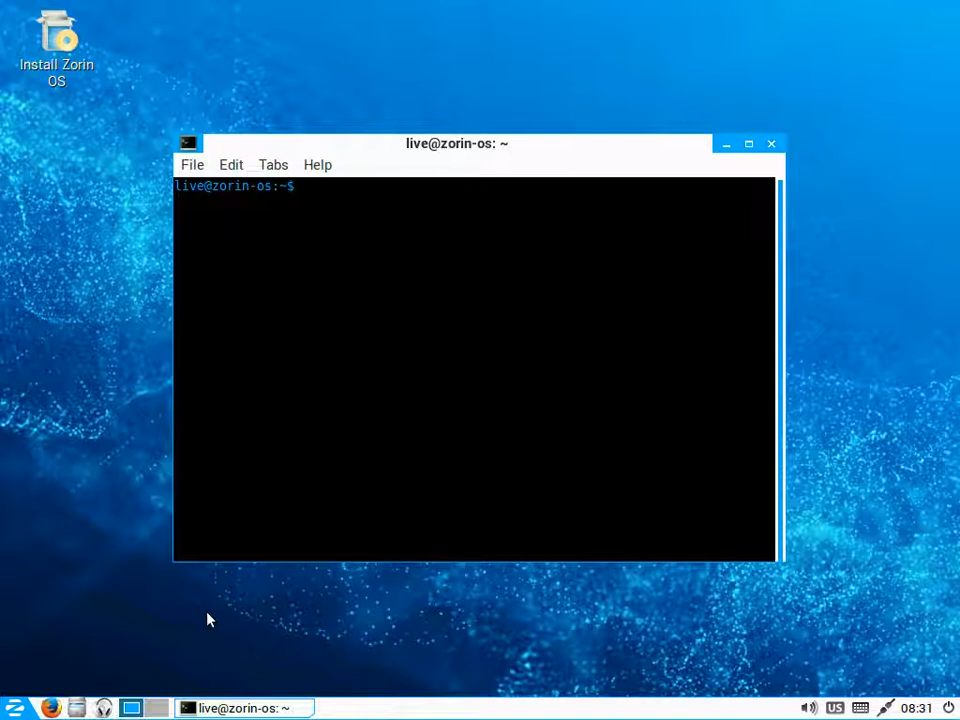 Install Zorin
OS
live@zorin-os: ~
File Edit Tabs Help
live@zorin-os:~$
live@zorin-os: ~
US
08:31